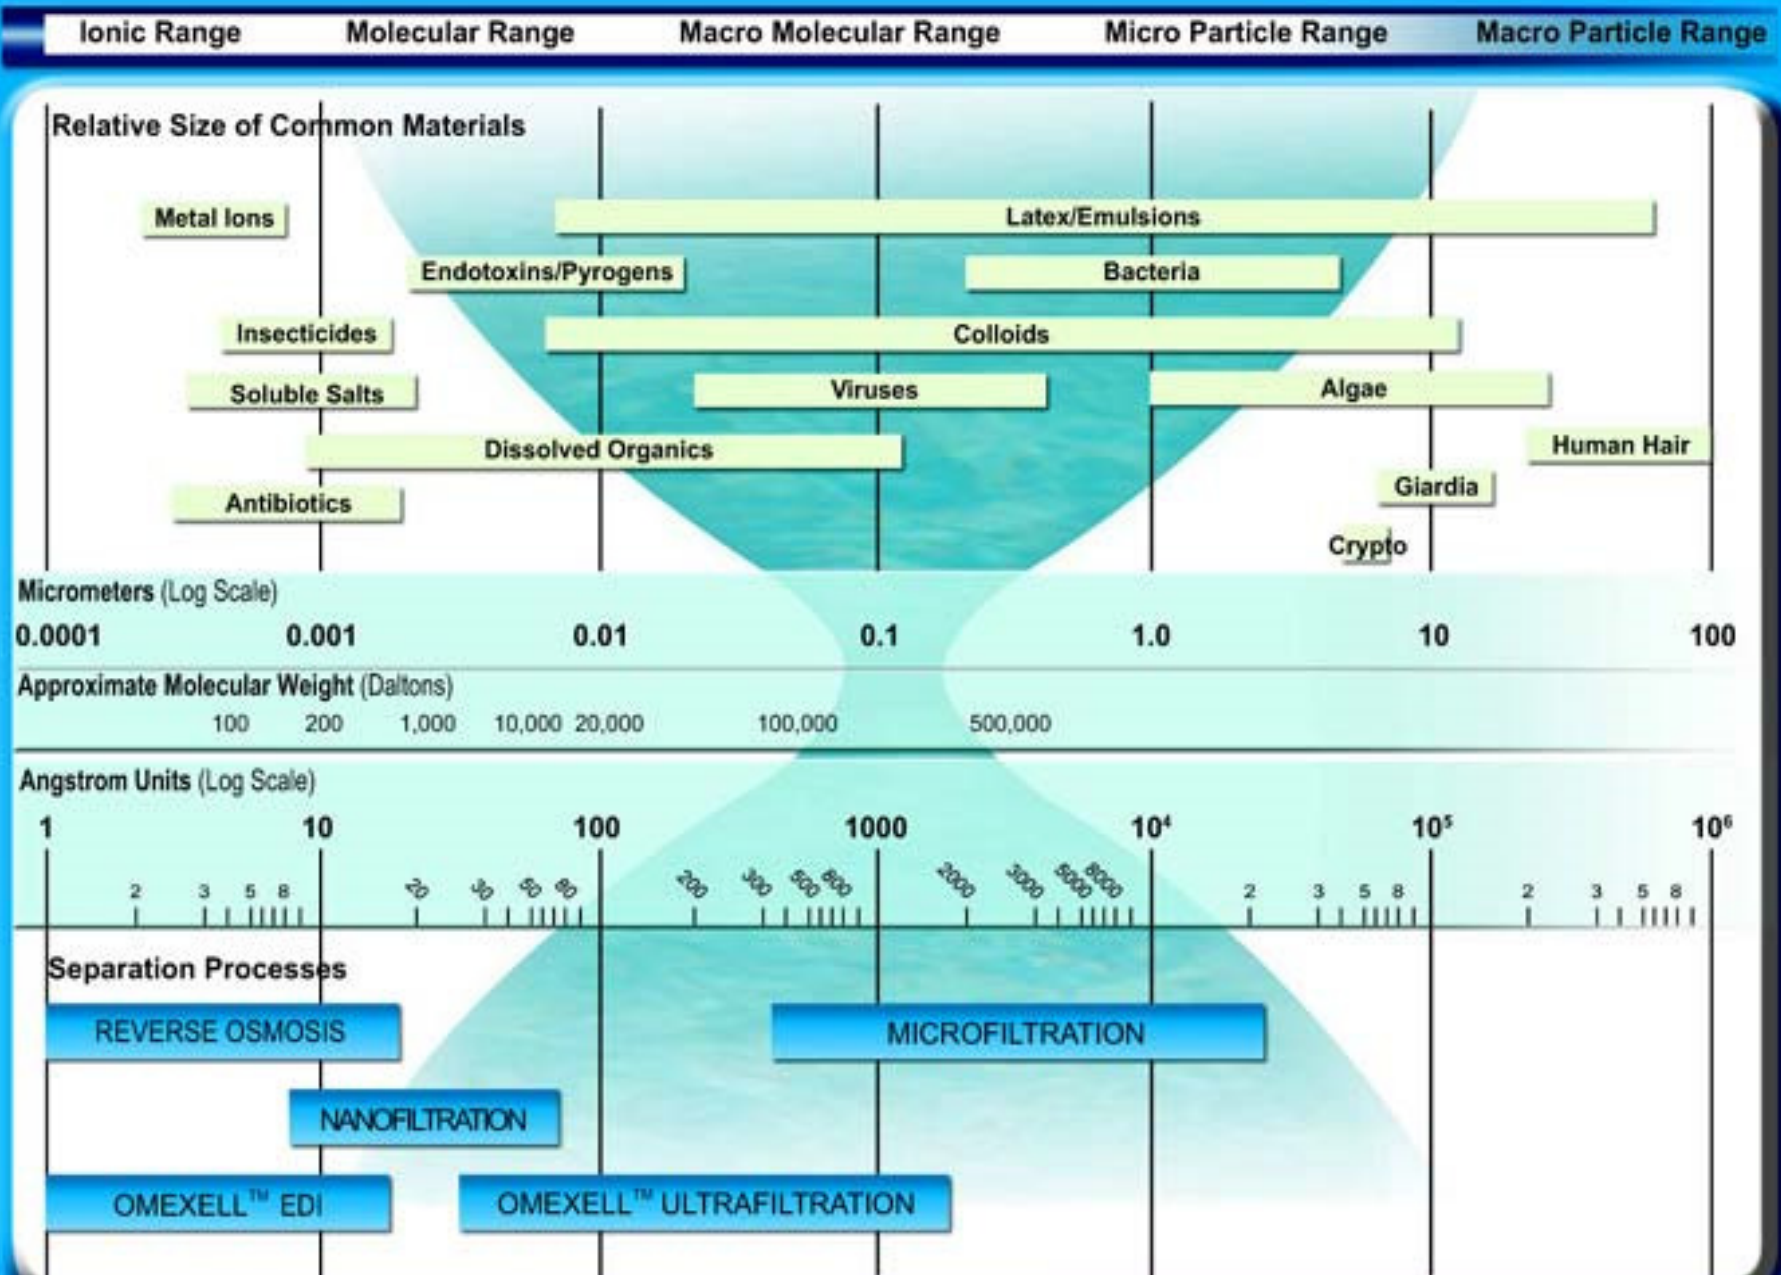 Ionic Range Molecular Range Macro Molecular Range Micro Particle Range Macro Particle Range
Relative Size of Common Materials
Metal Ions Latex/Emulsions
Endotoxins/Pyrogens Bacteria
Insecticides Colloids
Soluble Salts Viruses Algae
Dissolved Organics Human Hair
Giardia
Antibiotics
Crypto
Micrometers (Log Scale)
0.0001 0.001 0.01 0.1 1.0 10 100
Approximate Molecular Weight (Daltons)
100 200 1,000 10,000 20,000 100,000 500,000
Angstrom Units (Log Scale)
1 10 100 1000 10⁴ 10⁵ 10⁶
2 3 5 8 20 30 50 80 200 300 500 800 2000 3000 5000 8000 2 3 5 8 2 3 5 8
Separation Processes
REVERSE OSMOSIS MICROFILTRATION
NANOFILTRATION
OMEXELL™ EDI OMEXELL™ ULTRAFILTRATION